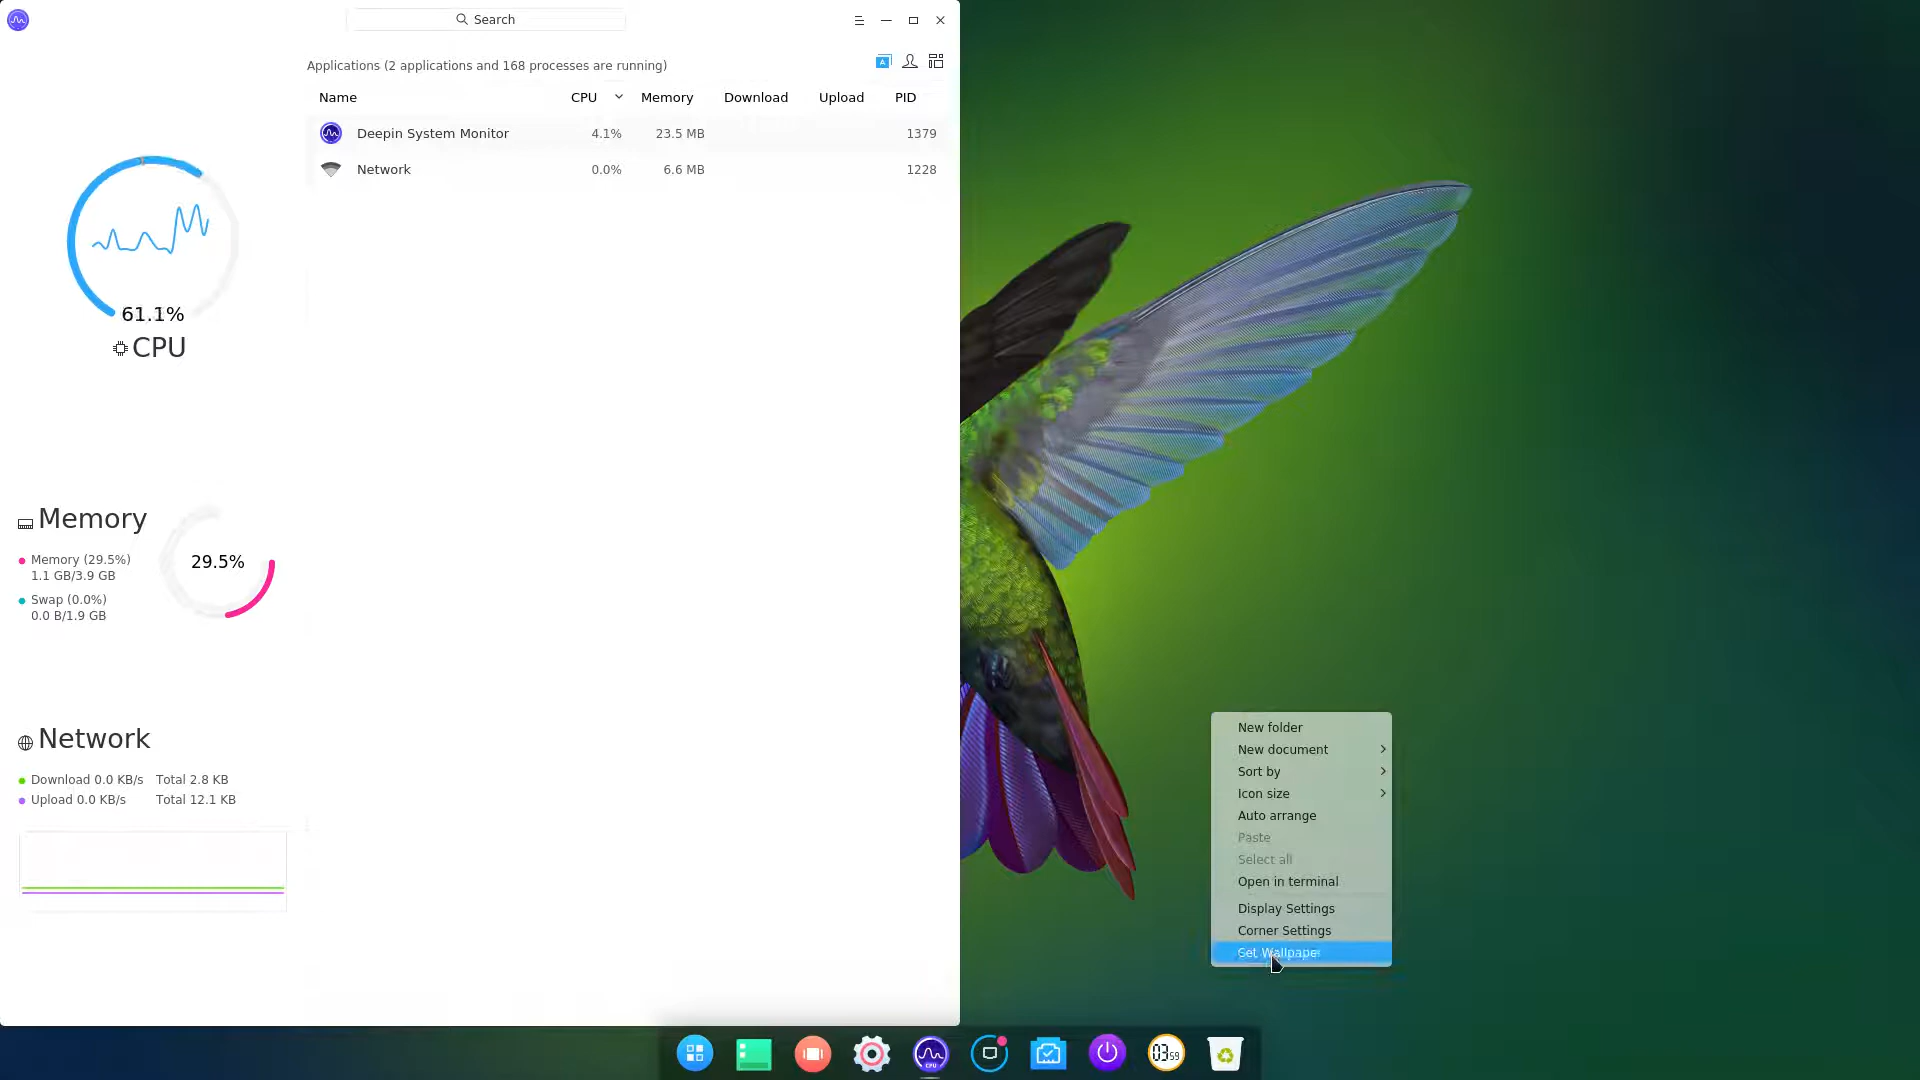 Search
Applications (2 applications and 168 processes are running)
Name CPU Memory Download Upload PID
Deepin System Monitor 4.1% 23.5 MB 1379
Network 0.0% 6.6 MB 1228
61.1%
CPU
Memory
Memory (29.5%)
1.1 GB/3.9 GB
Swap (0.0%)
0.0 B/1.9 GB
29.5%
Network
Download 0.0 KB/s Total 2.8 KB
Upload 0.0 KB/s Total 12.1 KB
New folder
New document
Sort by
Icon size
Auto arrange
Paste
Select all
Open in terminal
Display Settings
Corner Settings
Set Wallpaper
CPU
03 59